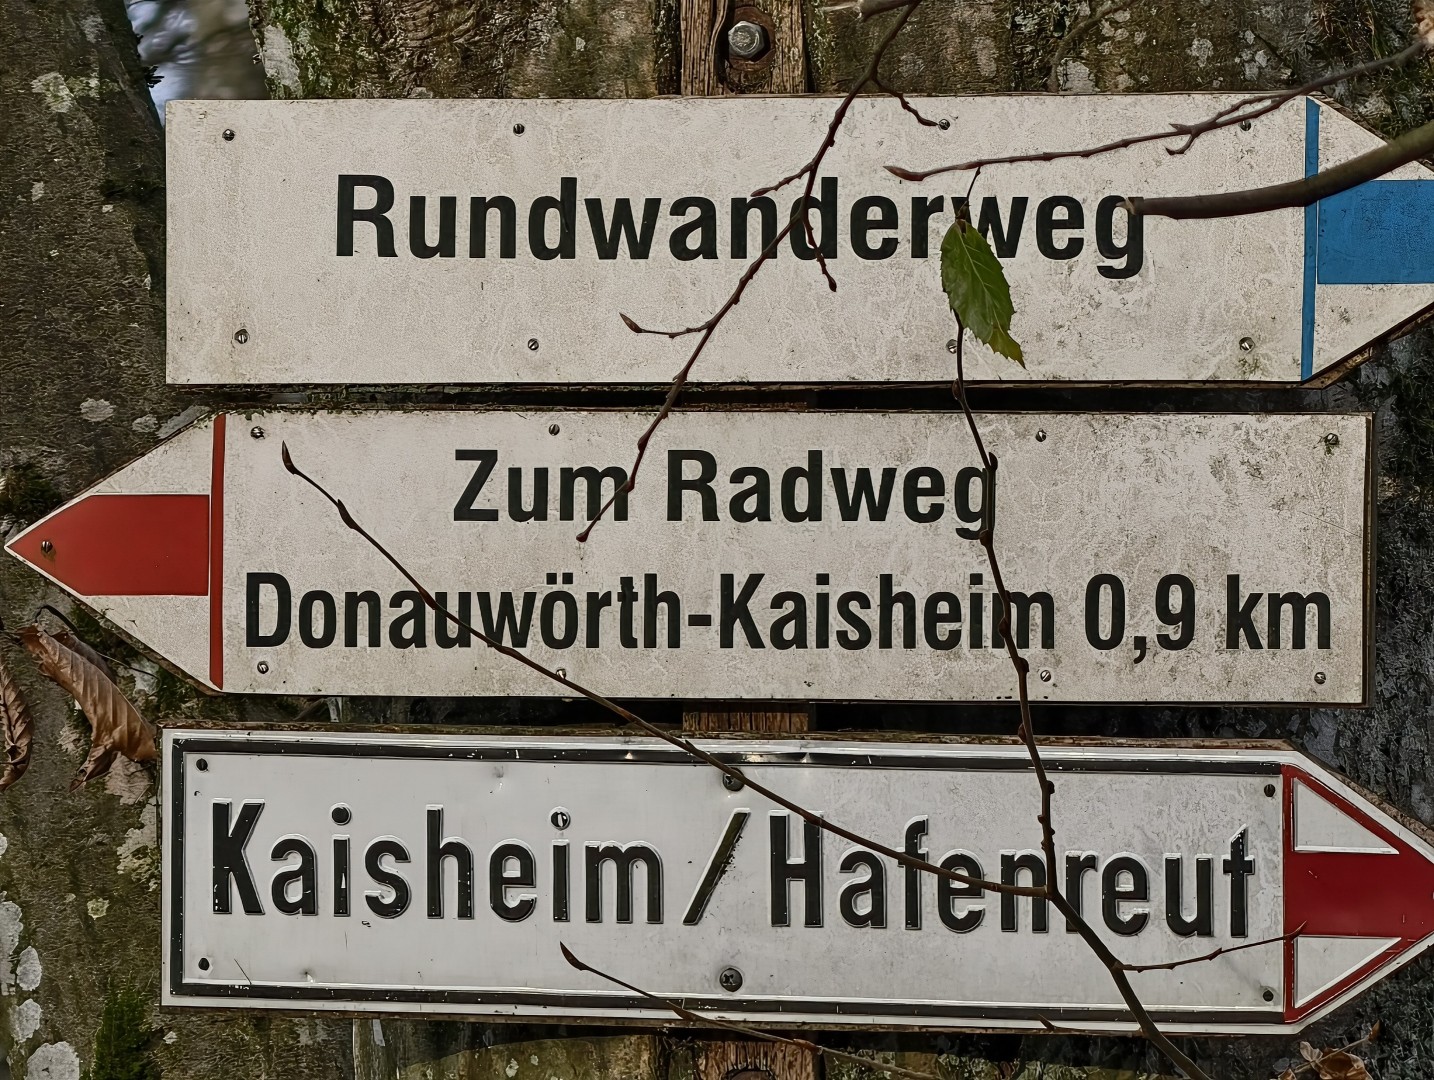 Rundwanderweg
Zum Radweg
Donauwörth-Kaisheim 0,9 km
Kaisheim / Hafenreut